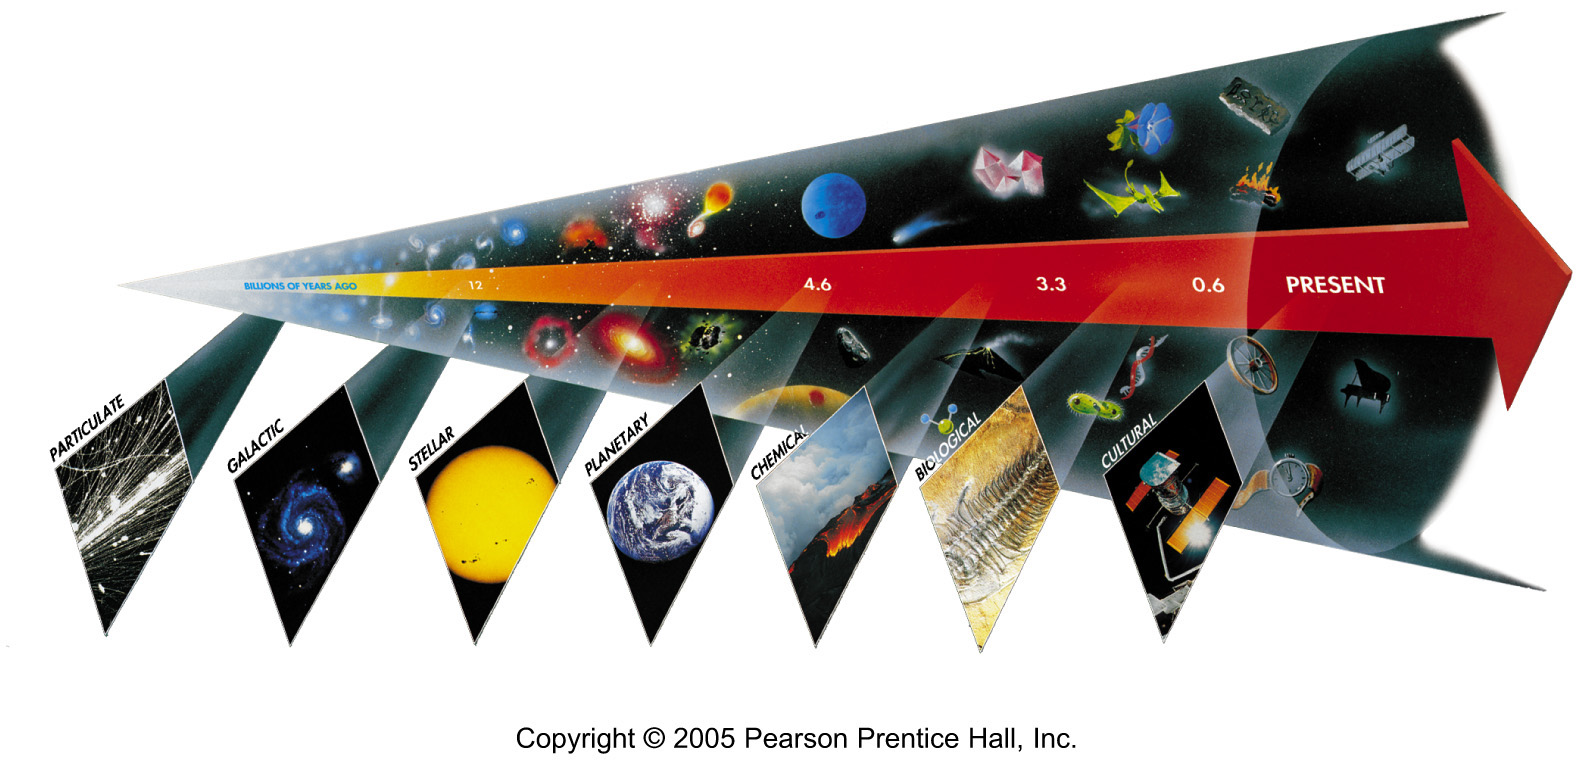 BILLIONS OF YEARS AGO
12
4.6
3.3
0.6
PRESENT
PARTICULATE
GALACTIC
STELLAR
PLANETARY
CHEMICAL
BIOLOGICAL
CULTURAL
Copyright © 2005 Pearson Prentice Hall, Inc.